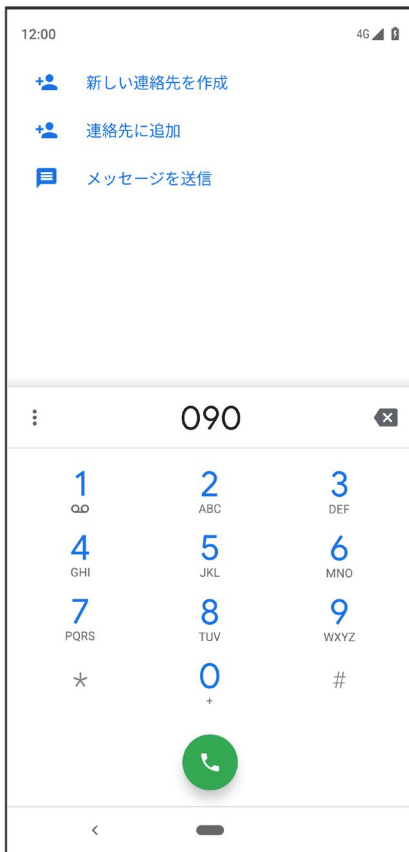 12:00 4G
新しい連絡先を作成
連絡先に追加
メッセージを送信
090
1 2 3
ABC DEF
4 5 6
GHI JKL MNO
7 8 9
PQRS TUV WXYZ
* 0 #
+